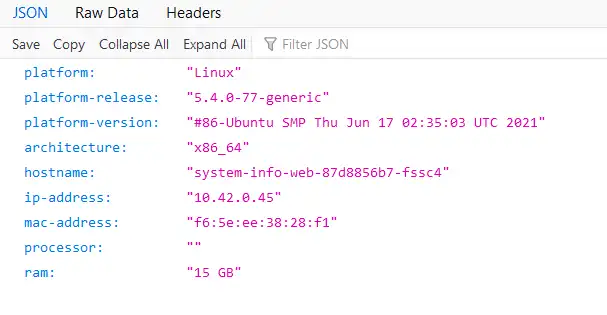 JSON Raw Data Headers
Save Copy Collapse All Expand All Filter JSON
platform: "Linux"
platform-release: "5.4.0-77-generic"
platform-version: "#86-Ubuntu SMP Thu Jun 17 02:35:03 UTC 2021"
architecture: "x86_64"
hostname: "system-info-web-87d8856b7-fssc4"
ip-address: "10.42.0.45"
mac-address: "f6:5e:ee:38:28:f1"
processor: ""
ram: "15 GB"